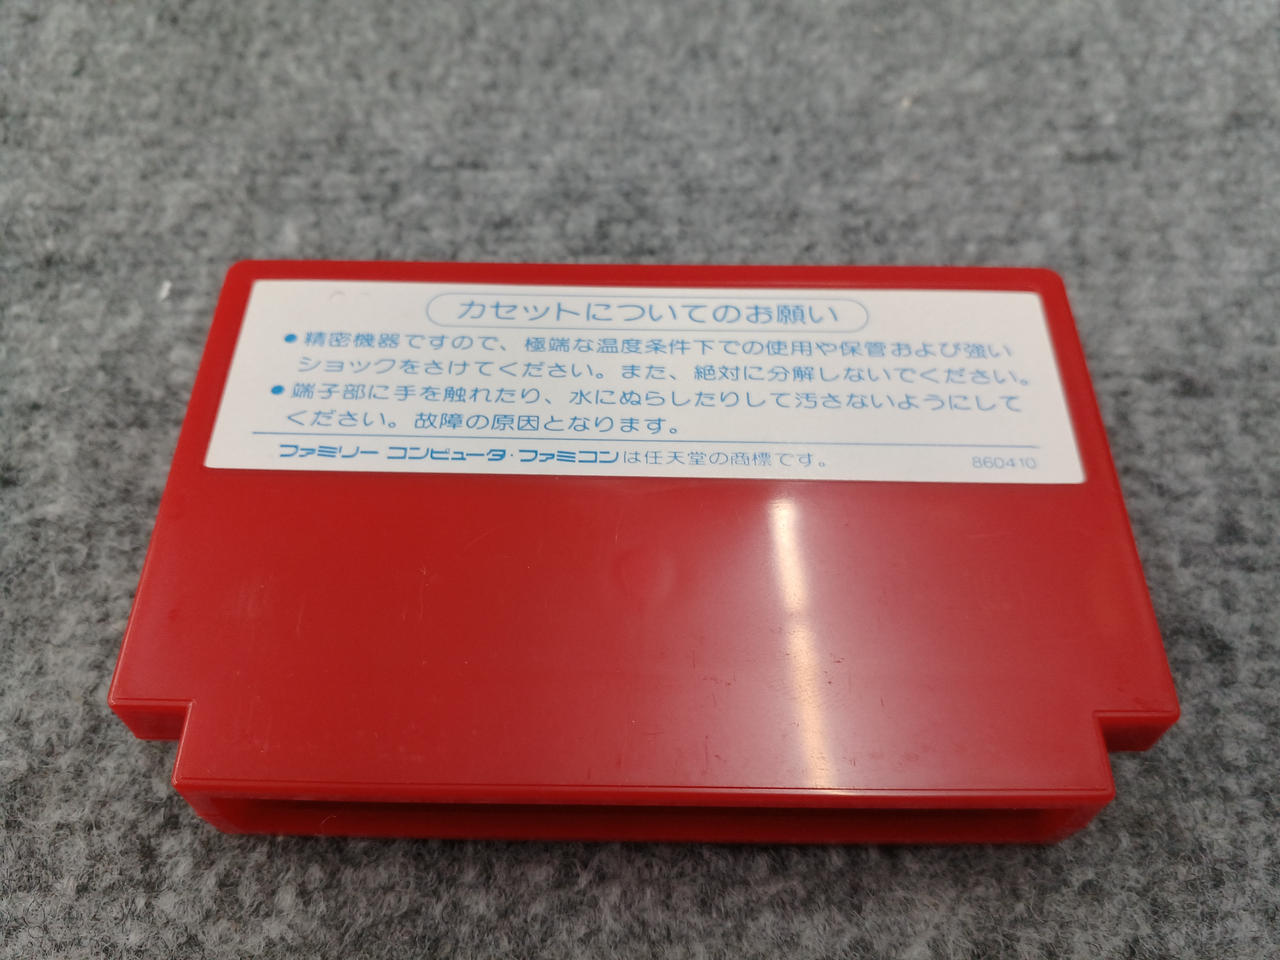 カセットについてのお願い
●精密機器ですので、極端な温度条件下での使用や保管および強い
ショックをさけてください。また、絶対に分解しないでください。
●端子部に手を触れたり、水にぬらしたりして汚さないようにして
ください。故障の原因となります。
ファミリー コンピュータ・ファミコンは任天堂の商標です。 860410